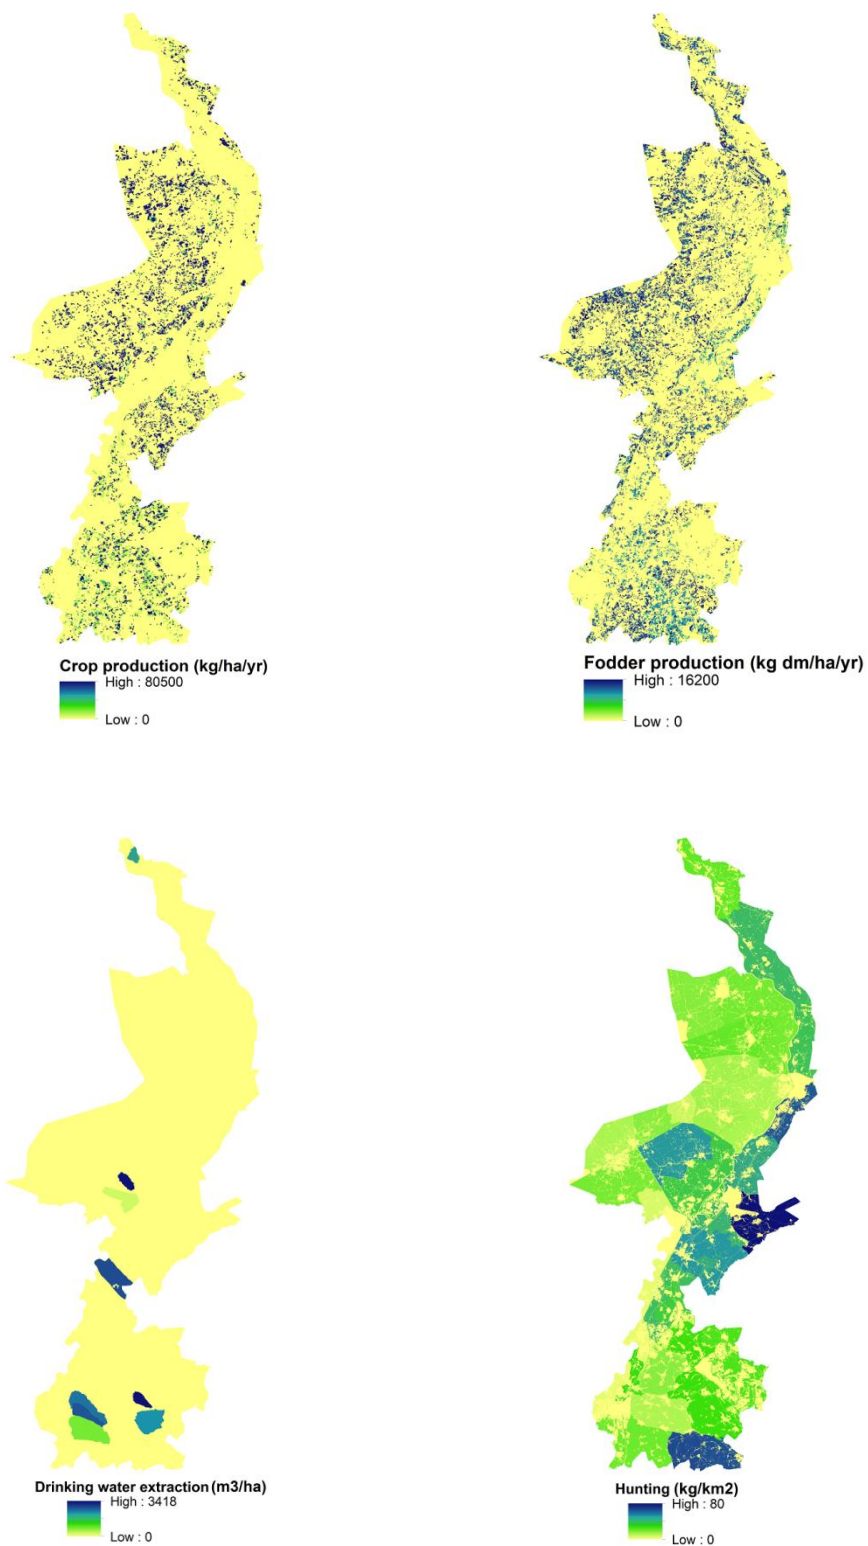 Crop production (kg/ha/yr)
High : 80500
Low : 0
Fodder production (kg dm/ha/yr)
High : 16200
Low : 0
Drinking water extraction (m3/ha)
High : 3418
Low : 0
Hunting (kg/km2)
High : 80
Low : 0